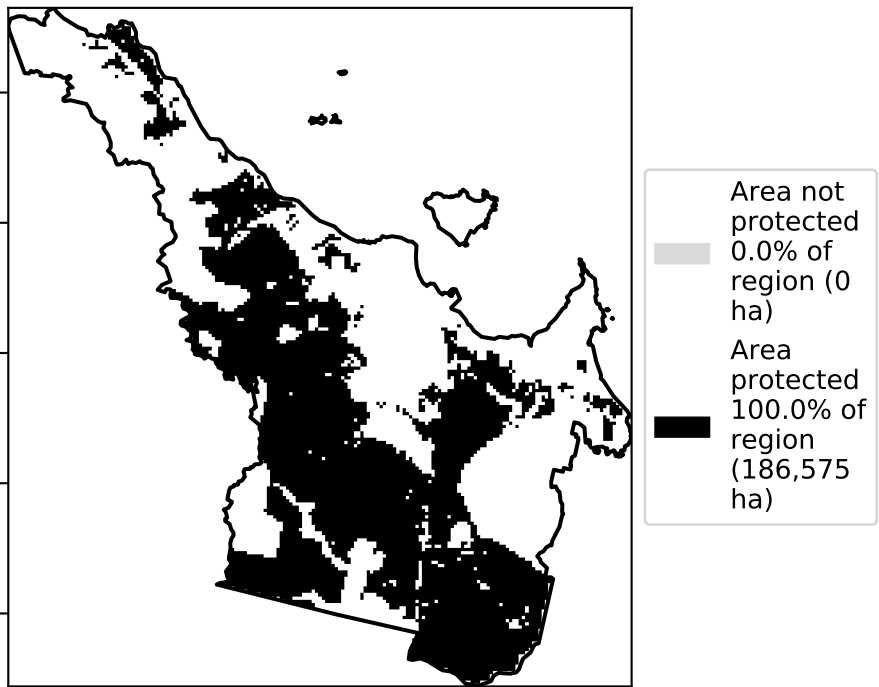 Area not
protected
0.0% of
region (0
ha)
Area
protected
100.0% of
region
(186,575
ha)